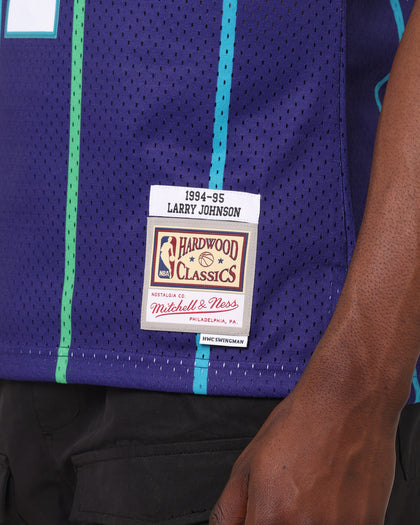 1994-95
LARRY JOHNSON
NBA
HARDWOOD
CLASSICS
NOSTALGIA CO.
Mitchell & Ness
PHILADELPHIA, PA.
HWC SWINGMAN